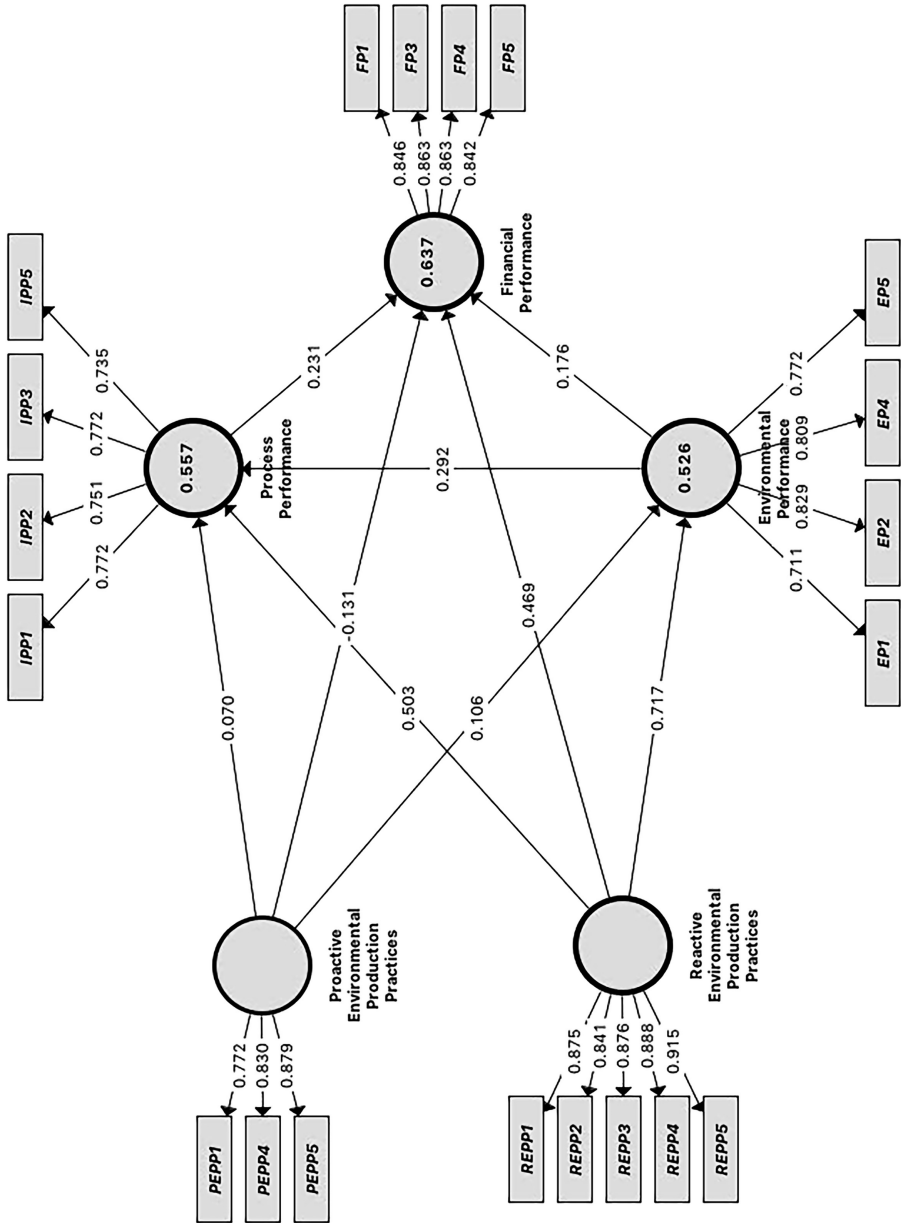 IPP1
IPP2
IPP3
IPP5
0.772
0.751
0.772
0.735
0.557
Process
Performance
PEPP1
PEPP4
PEPP5
0.772
0.830
0.879
Proactive
Environmental
Production
Practices
0.070
-0.131
0.503
0.106
0.231
0.292
0.469
0.176
0.717
0.637
Financial
Performance
0.846
0.863
0.863
0.842
FP1
FP3
FP4
FP5
REPP1
REPP2
REPP3
REPP4
REPP5
0.875
0.841
0.876
0.888
0.915
Reactive
Environmental
Production
Practices
0.526
Environmental
Performance
0.711
0.829
0.809
0.772
EP1
EP2
EP4
EP5